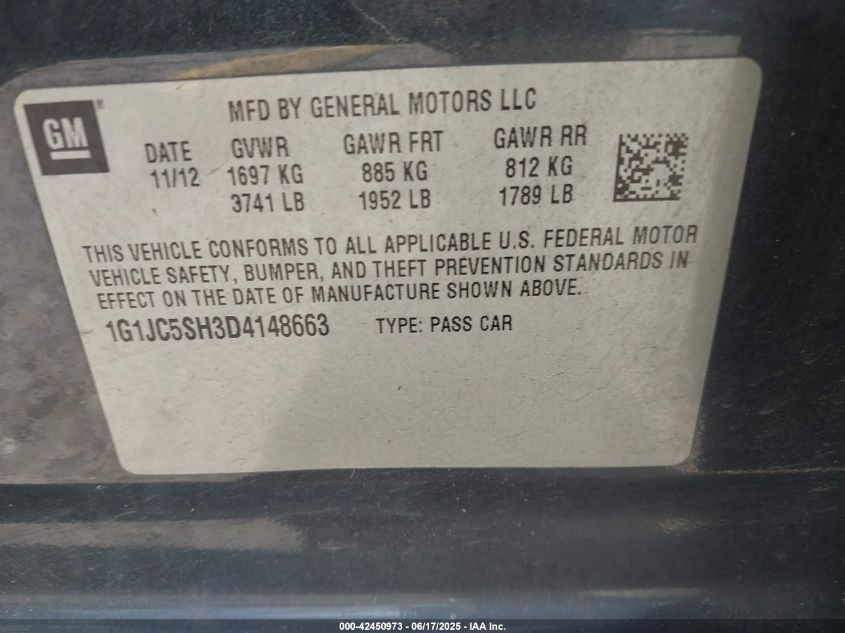 GM®
MFD BY GENERAL MOTORS LLC
DATE GVWR GAWR FRT GAWR RR
11/12 1697 KG 885 KG 812 KG
3741 LB 1952 LB 1789 LB
THIS VEHICLE CONFORMS TO ALL APPLICABLE U.S. FEDERAL MOTOR
VEHICLE SAFETY, BUMPER, AND THEFT PREVENTION STANDARDS IN
EFFECT ON THE DATE OF MANUFACTURE SHOWN ABOVE.
1G1JC5SH3D4148663 TYPE: PASS CAR
000-42450973 - 06/17/2025 - IAA Inc.